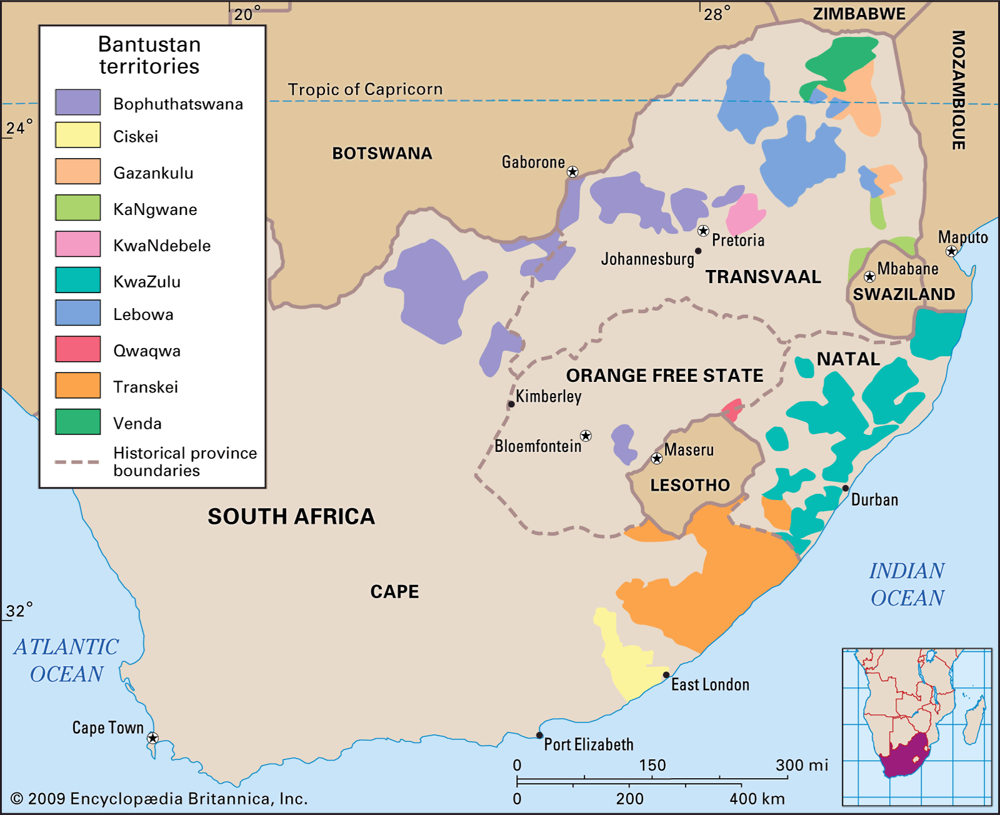 20°
28°
ZIMBABWE
MOZAMBIQUE
Bantustan
territories
Bophuthatswana
Ciskei
Gazankulu
KaNgwane
KwaNdebele
KwaZulu
Lebowa
Qwaqwa
Transkei
Venda
Historical province
boundaries
Tropic of Capricorn
24°
BOTSWANA
Gaborone
Pretoria
Johannesburg
TRANSVAAL
Maputo
Mbabane
SWAZILAND
NATAL
ORANGE FREE STATE
Kimberley
Bloemfontein
Maseru
LESOTHO
Durban
SOUTH AFRICA
CAPE
INDIAN
OCEAN
32°
ATLANTIC
OCEAN
East London
Cape Town
Port Elizabeth
0 150 300 mi
0 200 400 km
© 2009 Encyclopædia Britannica, Inc.